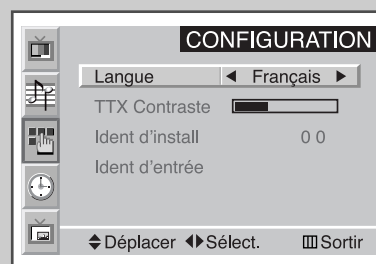 CONFIGURATION
Langue ◀ Français ▶
TTX Contraste
Ident d'install 0 0
Ident d'entrée
Déplacer Sélect. Sortir